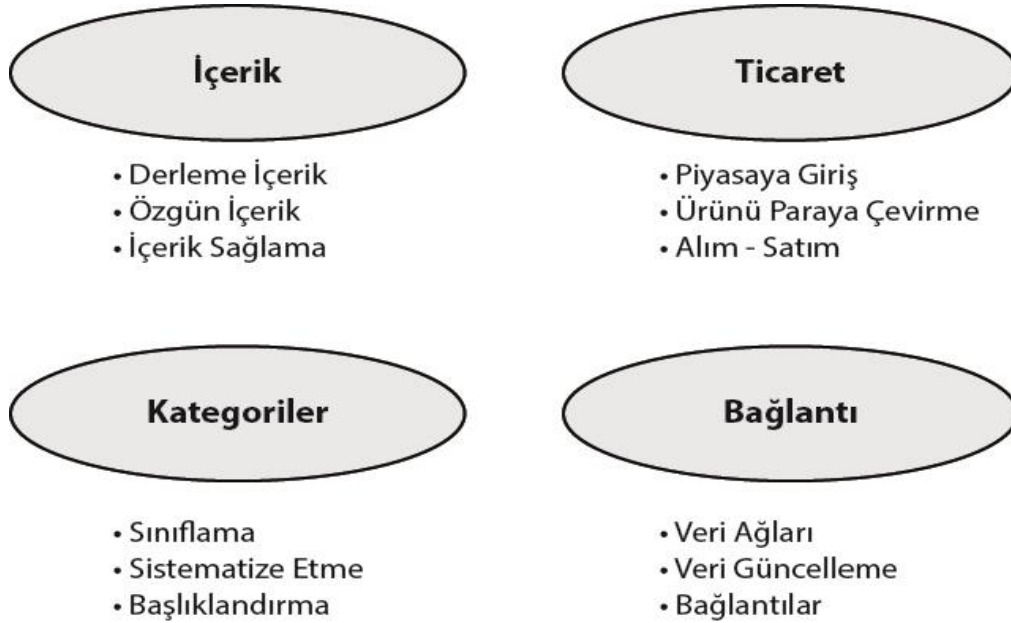 İçerik
• Derleme İçerik
• Özgün İçerik
• İçerik Sağlama
Ticaret
• Piyasaya Giriş
• Ürünü Paraya Çevirme
• Alım - Satım
Kategoriler
• Sınıflama
• Sistematize Etme
• Başlıklandırma
Bağlantı
• Veri Ağları
• Veri Güncelleme
• Bağlantılar